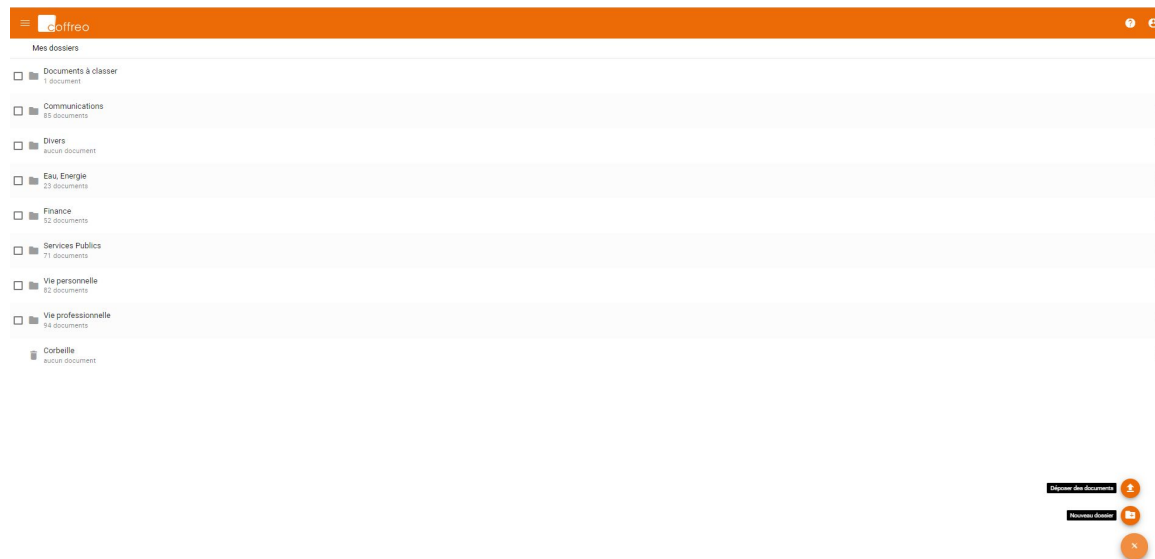 coffreo
Mes dossiers
Documents à classer
1 document
Communications
85 documents
Divers
aucun document
Eau, Energie
23 documents
Finance
52 documents
Services Publics
71 documents
Vie personnelle
82 documents
Vie professionnelle
94 documents
Corbeille
aucun document
Déposer des documents
Nouveau dossier